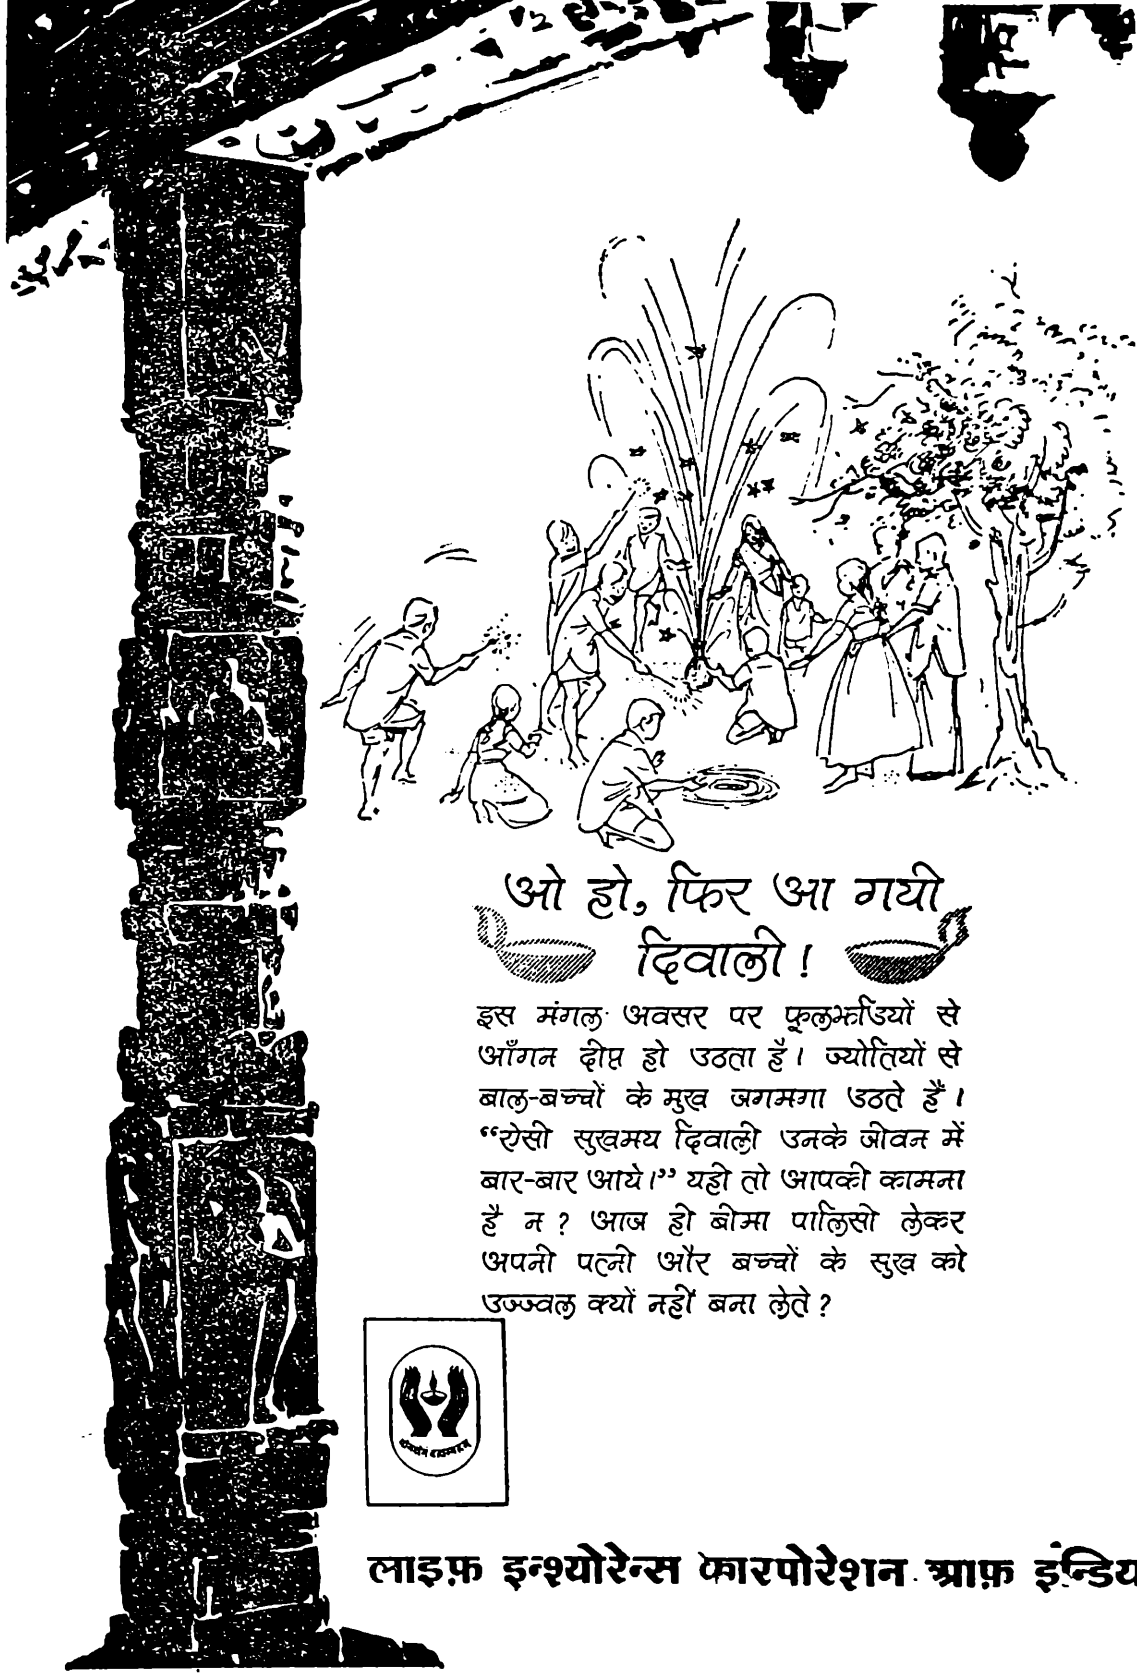 ओ हो, फिर आ गयी
दिवाली !
इस मंगल अवसर पर फूलझडियों से
आँगन दीप्त हो उठता है। ज्योतियों से
बाल-बच्चों के मुख जगमगा उठते हैं।
“ऐसी सुखमय दिवाली उनके जीवन में
बार-बार आये।” यही तो आपकी कामना
है न? आज ही बीमा पालिसी लेकर
अपनी पत्नी और बच्चों के सुख को
उज्ज्वल क्यों नहीं बना लेते?
लाइफ़ इन्श्योरेन्स कारपोरेशन आफ़ इन्डिय